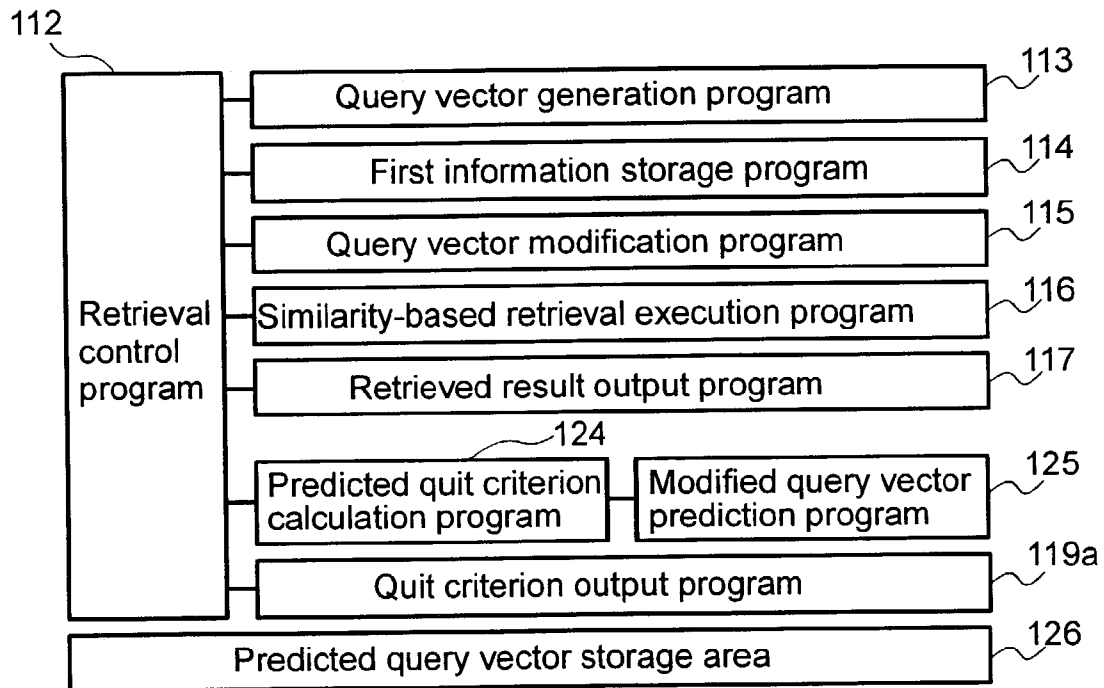 112
113
Query vector generation program
114
First information storage program
115
Query vector modification program
116
Retrieval
control
program
Similarity-based retrieval execution program
117
Retrieved result output program
124
125
Predicted quit criterion
calculation program
Modified query vector
prediction program
119a
Quit criterion output program
126
Predicted query vector storage area